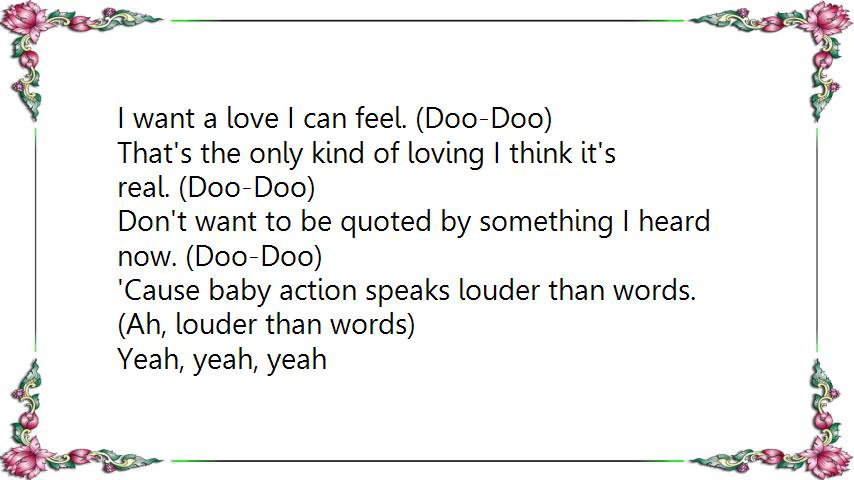 I want a love I can feel. (Doo-Doo)
That's the only kind of loving I think it's
real. (Doo-Doo)
Don't want to be quoted by something I heard
now. (Doo-Doo)
'Cause baby action speaks louder than words.
(Ah, louder than words)
Yeah, yeah, yeah